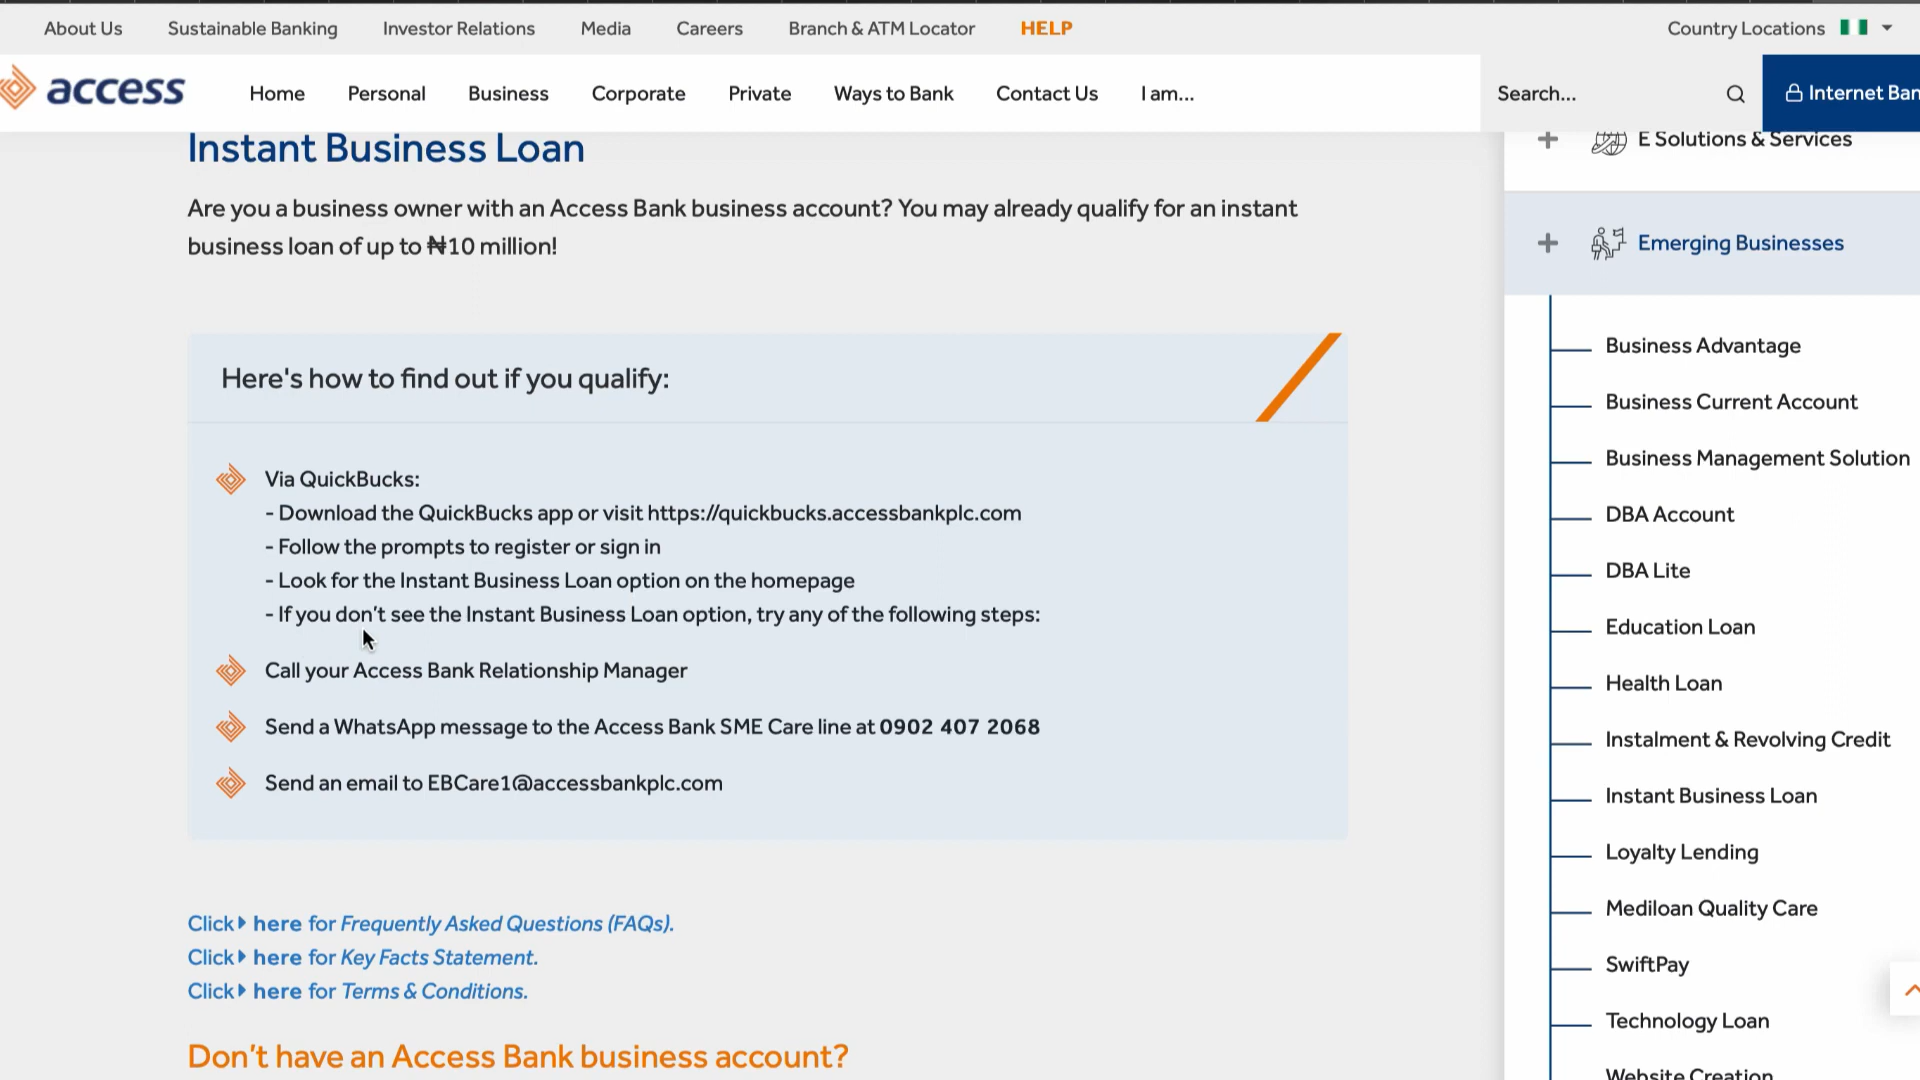 About Us Sustainable Banking Investor Relations Media Careers Branch & ATM Locator HELP Country Locations
access Home Personal Business Corporate Private Ways to Bank Contact Us I am... Search... Internet Ban
Instant Business Loan
Are you a business owner with an Access Bank business account? You may already qualify for an instant
business loan of up to ₦10 million!
Here's how to find out if you qualify:
Via QuickBucks:
- Download the QuickBucks app or visit https://quickbucks.accessbankplc.com
- Follow the prompts to register or sign in
- Look for the Instant Business Loan option on the homepage
- If you don't see the Instant Business Loan option, try any of the following steps:
Call your Access Bank Relationship Manager
Send a WhatsApp message to the Access Bank SME Care line at 0902 407 2068
Send an email to EBCare1@accessbankplc.com
Click here for Frequently Asked Questions (FAQs).
Click here for Key Facts Statement.
Click here for Terms & Conditions.
Don't have an Access Bank business account?
E Solutions & Services
Emerging Businesses
Business Advantage
Business Current Account
Business Management Solution
DBA Account
DBA Lite
Education Loan
Health Loan
Instalment & Revolving Credit
Instant Business Loan
Loyalty Lending
Mediloan Quality Care
SwiftPay
Technology Loan
Website Creation